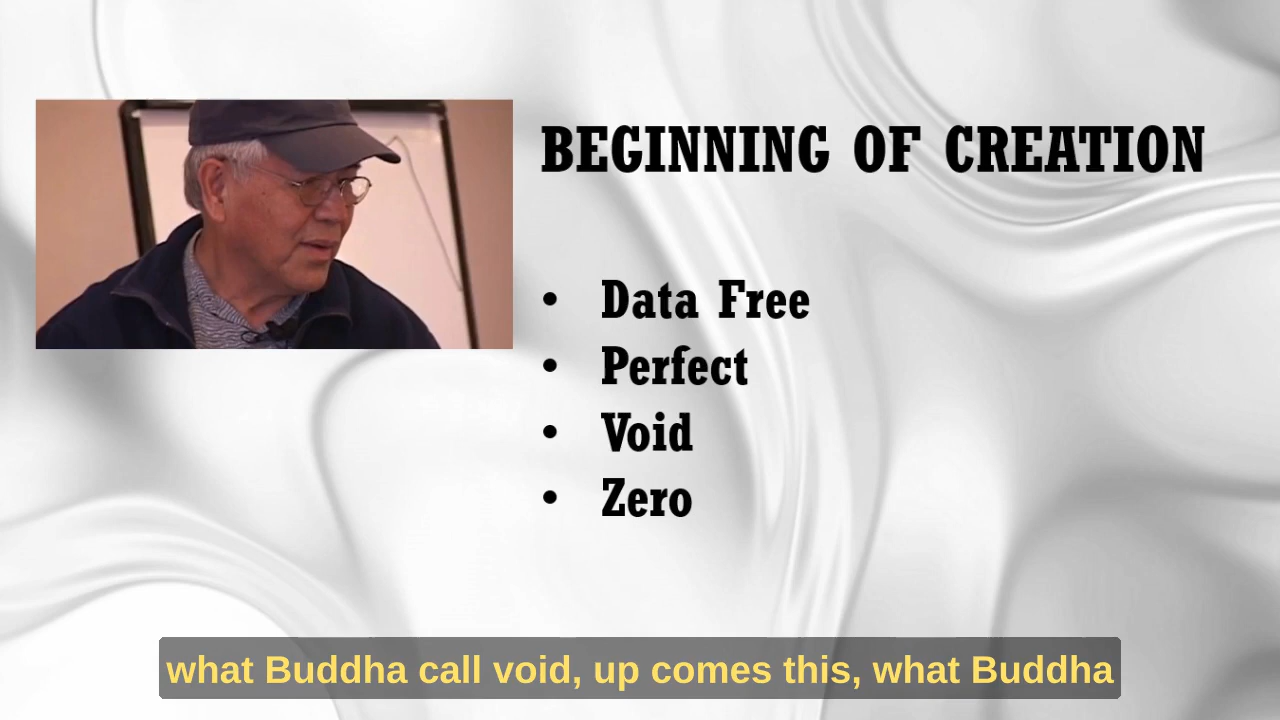 BEGINNING OF CREATION
• Data Free
• Perfect
• Void
• Zero
what Buddha call void, up comes this, what Buddha